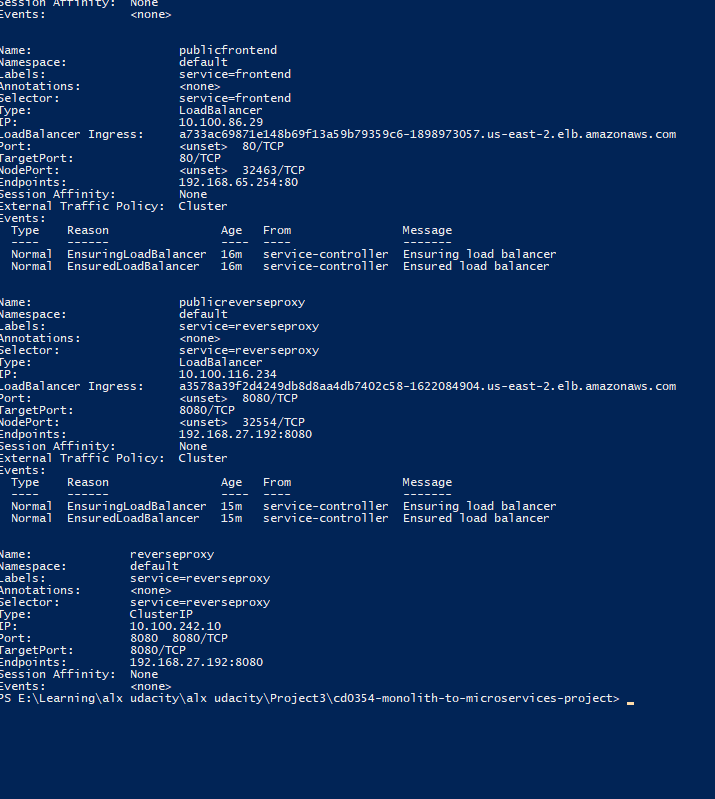 Session Affinity:  None
Events:            <none>
Name:                     publicfrontend
Namespace:                default
Labels:                   service=frontend
Annotations:              <none>
Selector:                 service=frontend
Type:                     LoadBalancer
IP:                       10.100.86.29
LoadBalancer Ingress:     a733ac69871e148b69f13a59b79359c6-1898973057.us-east-2.elb.amazonaws.com
Port:                     <unset>  80/TCP
TargetPort:               80/TCP
NodePort:                 <unset>  32463/TCP
Endpoints:                192.168.65.254:80
Session Affinity:         None
External Traffic Policy:  Cluster
Events:
  Type    Reason                Age   From                Message
  ----    ------                ----  ----                -------
  Normal  EnsuringLoadBalancer  16m   service-controller  Ensuring load balancer
  Normal  EnsuredLoadBalancer   16m   service-controller  Ensured load balancer
Name:                     publicreverseproxy
Namespace:                default
Labels:                   service=reverseproxy
Annotations:              <none>
Selector:                 service=reverseproxy
Type:                     LoadBalancer
IP:                       10.100.116.234
LoadBalancer Ingress:     a3578a39f2d4249db8d8aa4db7402c58-1622084904.us-east-2.elb.amazonaws.com
Port:                     <unset>  8080/TCP
TargetPort:               8080/TCP
NodePort:                 <unset>  32554/TCP
Endpoints:                192.168.27.192:8080
Session Affinity:         None
External Traffic Policy:  Cluster
Events:
  Type    Reason                Age   From                Message
  ----    ------                ----  ----                -------
  Normal  EnsuringLoadBalancer  15m   service-controller  Ensuring load balancer
  Normal  EnsuredLoadBalancer   15m   service-controller  Ensured load balancer
Name:              reverseproxy
Namespace:         default
Labels:            service=reverseproxy
Annotations:       <none>
Selector:          service=reverseproxy
Type:              ClusterIP
IP:                10.100.242.10
Port:              8080  8080/TCP
TargetPort:        8080/TCP
Endpoints:         192.168.27.192:8080
Session Affinity:  None
Events:            <none>
PS E:\Learning\alx udacity\alx udacity\Project3\cd0354-monolith-to-microservices-project>